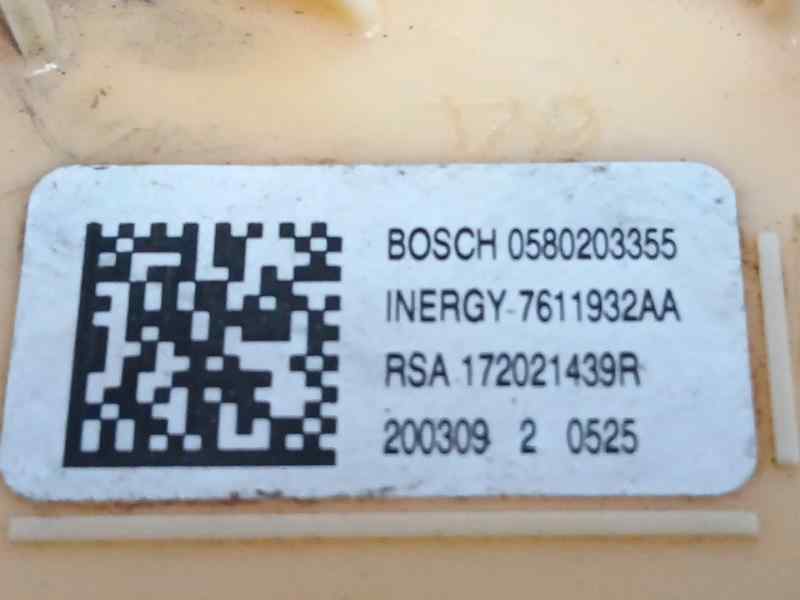 BOSCH 0580203355
INERGY 7611932AA
RSA 172021439R
200309 2 0525